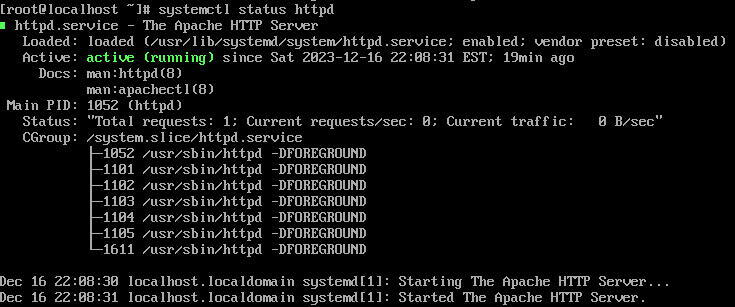 [root@localhost ~]# systemctl status httpd
■ httpd.service - The Apache HTTP Server
   Loaded: loaded (/usr/lib/systemd/system/httpd.service; enabled; vendor preset: disabled)
   Active: active (running) since Sat 2023-12-16 22:08:31 EST; 19min ago
     Docs: man:httpd(8)
           man:apachectl(8)
 Main PID: 1052 (httpd)
   Status: "Total requests: 1; Current requests/sec: 0; Current traffic:   0 B/sec"
   CGroup: /system.slice/httpd.service
           ├─1052 /usr/sbin/httpd -DFOREGROUND
           ├─1101 /usr/sbin/httpd -DFOREGROUND
           ├─1102 /usr/sbin/httpd -DFOREGROUND
           ├─1103 /usr/sbin/httpd -DFOREGROUND
           ├─1104 /usr/sbin/httpd -DFOREGROUND
           ├─1105 /usr/sbin/httpd -DFOREGROUND
           └─1611 /usr/sbin/httpd -DFOREGROUND

Dec 16 22:08:30 localhost.localdomain systemd[1]: Starting The Apache HTTP Server...
Dec 16 22:08:31 localhost.localdomain systemd[1]: Started The Apache HTTP Server.